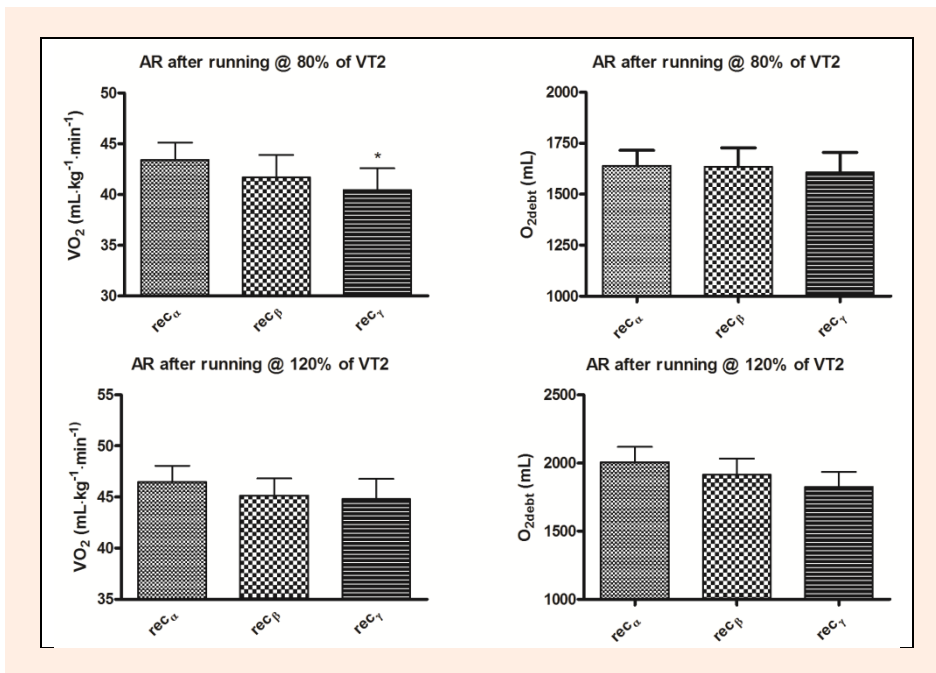 AR after running @ 80% of VT2
VO₂ (mL·kg⁻¹·min⁻¹)
50
45
40
35
30
*
recα
recβ
recγ
AR after running @ 80% of VT2
O₂debt (mL)
2000
1750
1500
1250
1000
recα
recβ
recγ
AR after running @ 120% of VT2
VO₂ (mL·kg⁻¹·min⁻¹)
55
50
45
40
35
recα
recβ
recγ
AR after running @ 120% of VT2
O₂debt (mL)
2500
2000
1500
1000
recα
recβ
recγ